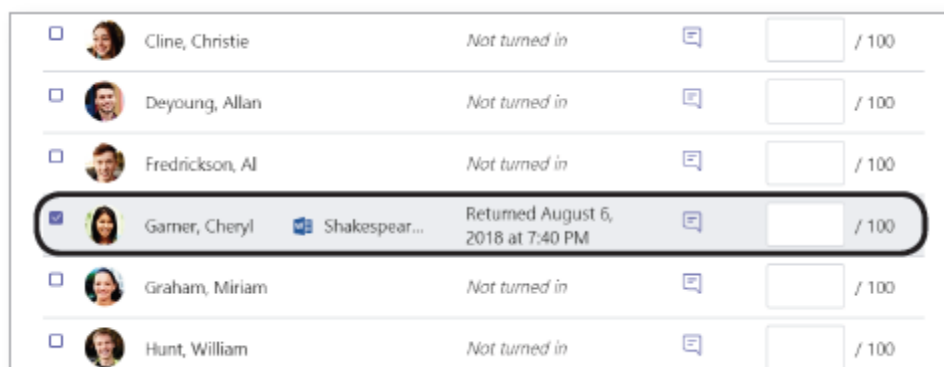 Cline, Christie Not turned in / 100
Deyoung, Allan Not turned in / 100
Fredrickson, Al Not turned in / 100
Garner, Cheryl Shakespear... Returned August 6,
2018 at 7:40 PM / 100
Graham, Miriam Not turned in / 100
Hunt, William Not turned in / 100